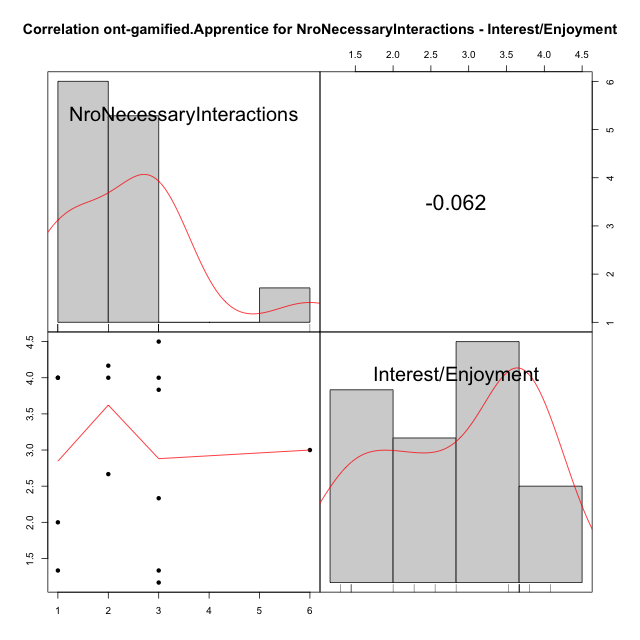 Correlation ont-gamified.Apprentice for NroNecessaryInteractions - Interest/Enjoyment
1.5 2.0 2.5 3.0 3.5 4.0 4.5
NroNecessaryInteractions
-0.062
6
5
4
3
2
1
4.5
4.0
3.5
3.0
2.5
2.0
1.5
Interest/Enjoyment
1 2 3 4 5 6